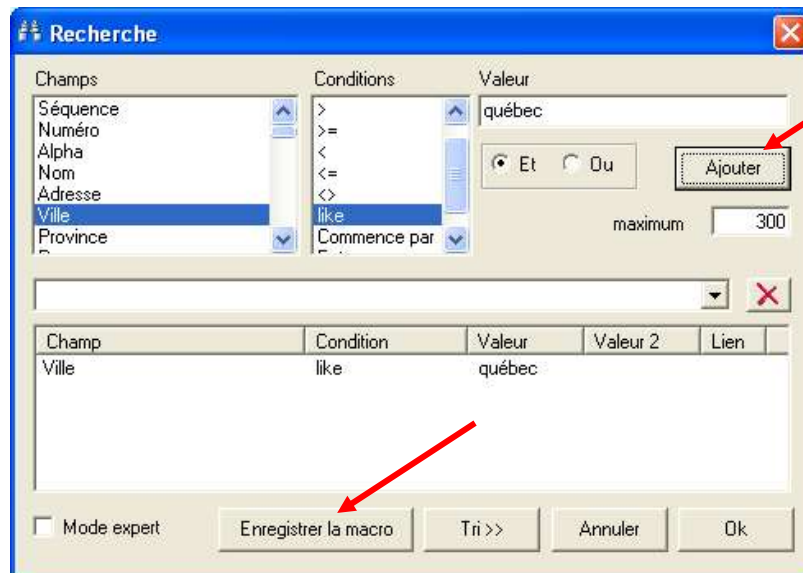 Recherche
Champs Conditions Valeur
Séquence
Numéro
Alpha
Nom
Adresse
Ville
Province
>
>=
<
<=
<>
like
Commence par
québec
Et Ou Ajouter
maximum 300
Champ Condition Valeur Valeur 2 Lien
Ville like québec
Mode expert Enregistrer la macro Tri >> Annuler Ok